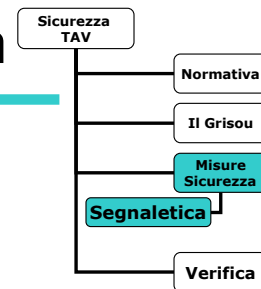 Sicurezza
TAV
Normativa
Il Grisou
Misure
Sicurezza
Segnaletica
Verifica